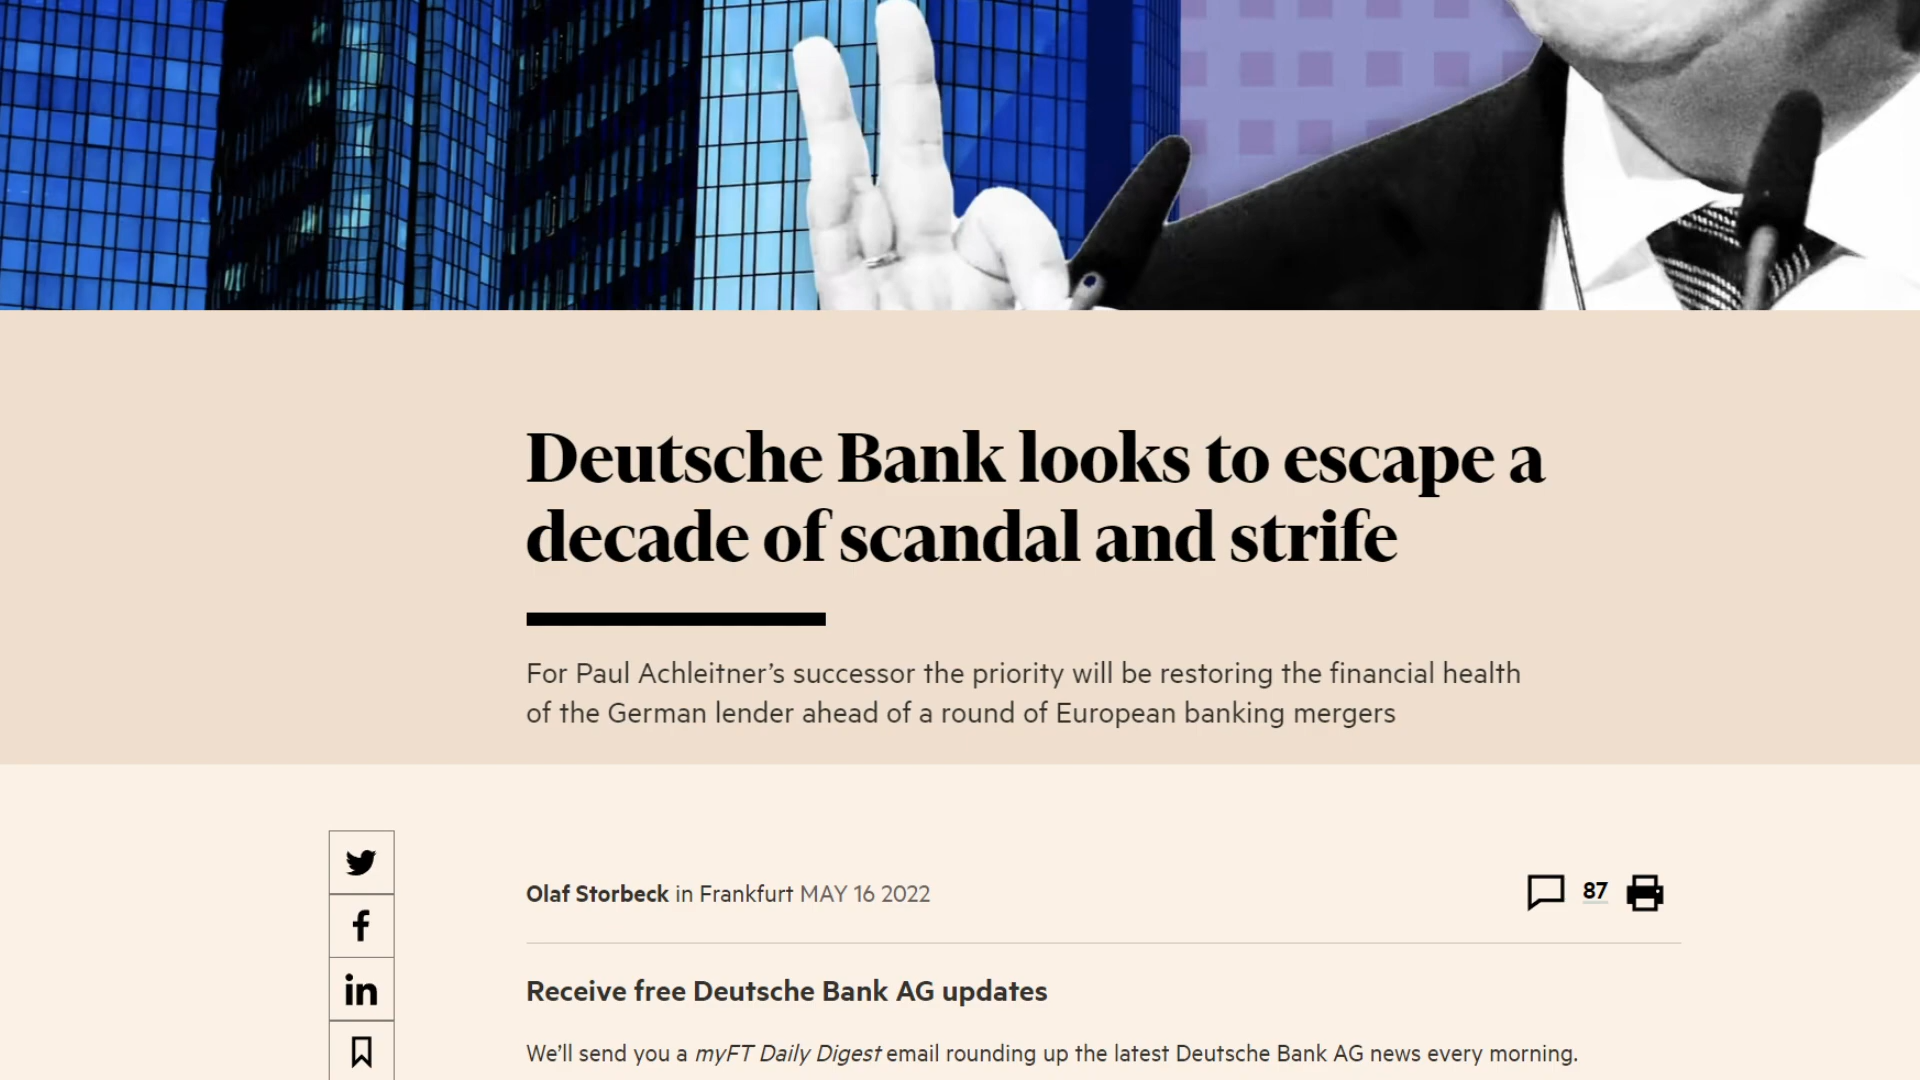 Deutsche Bank looks to escape a
decade of scandal and strife
For Paul Achleitner’s successor the priority will be restoring the financial health
of the German lender ahead of a round of European banking mergers
Olaf Storbeck in Frankfurt MAY 16 2022
87
Receive free Deutsche Bank AG updates
We’ll send you a myFT Daily Digest email rounding up the latest Deutsche Bank AG news every morning.